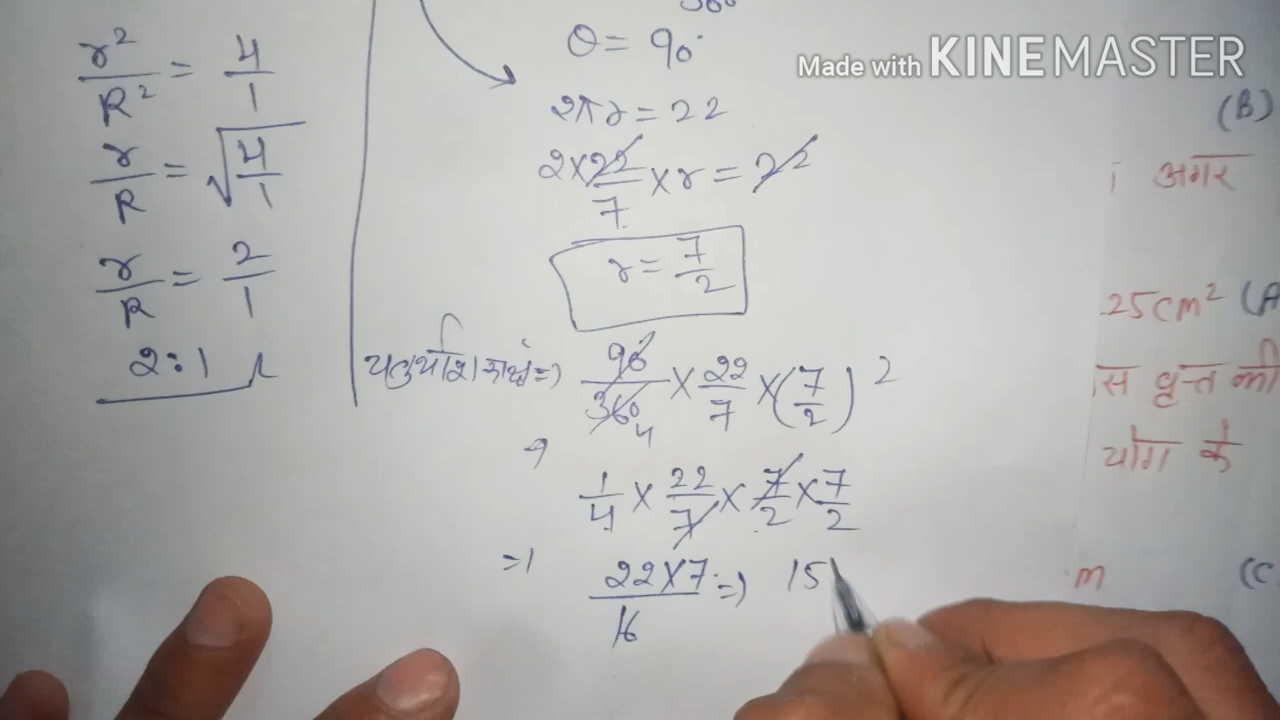 r²/R² = 4/1
r/R = √4/1
r/R = 2/1
2:1
360
θ = 90°
2πr = 22
2×22/7 × r = 22
r = 7/2
⇒ 90/360 4 × 22/7 × (7/2)²
⇒
1/4 × 22/7 × 7/2 × 7/2
⇒ 22×7/16 ⇒ 15
Made with KINEMASTER
(B)
अगर
25cm² (A
स वृत्त की
योग के
m (C